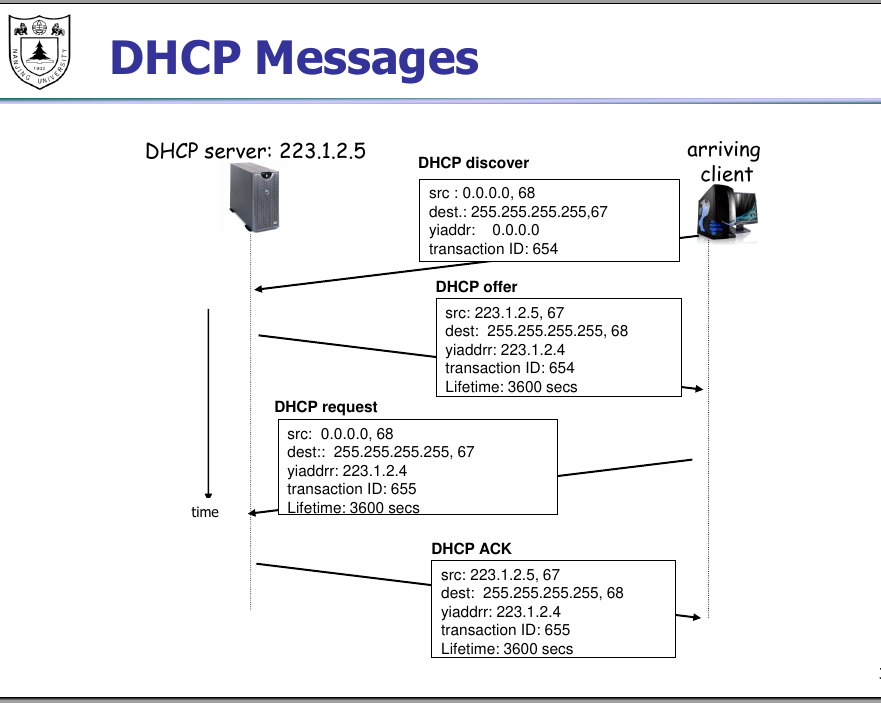 DHCP Messages
NANJING UNIVERSITY
1902
DHCP server: 223.1.2.5
arriving
client
DHCP discover
src : 0.0.0.0, 68
dest.: 255.255.255.255,67
yiaddr: 0.0.0.0
transaction ID: 654
DHCP offer
src: 223.1.2.5, 67
dest: 255.255.255.255, 68
yiaddrr: 223.1.2.4
transaction ID: 654
Lifetime: 3600 secs
DHCP request
src: 0.0.0.0, 68
dest:: 255.255.255.255, 67
yiaddrr: 223.1.2.4
transaction ID: 655
Lifetime: 3600 secs
time
DHCP ACK
src: 223.1.2.5, 67
dest: 255.255.255.255, 68
yiaddrr: 223.1.2.4
transaction ID: 655
Lifetime: 3600 secs